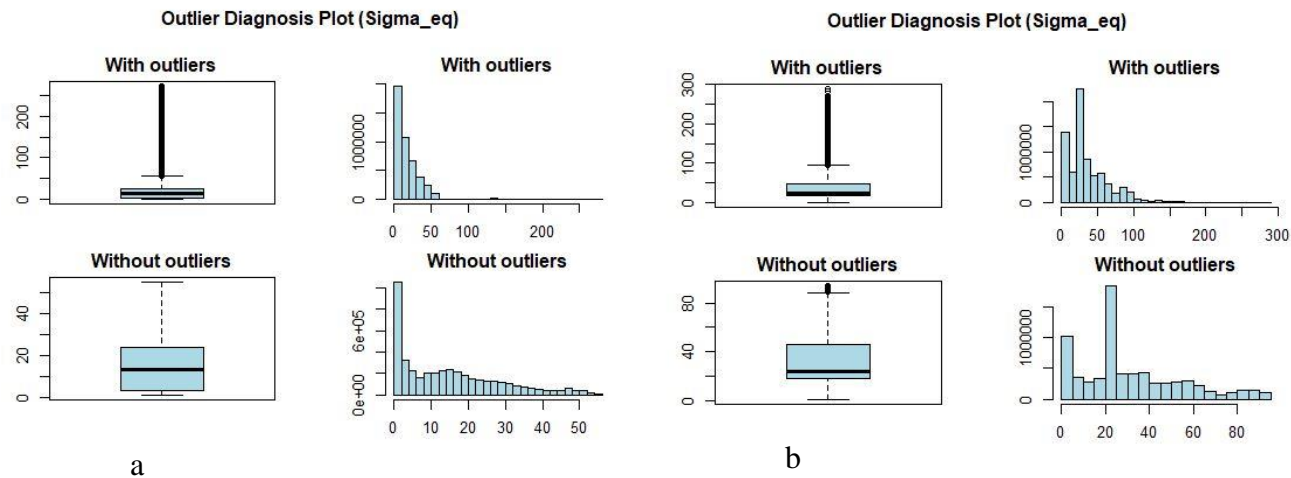 Outlier Diagnosis Plot (Sigma_eq)
With outliers
0 100 200
With outliers
0 1000000
0 50 100 200
Without outliers
0 20 40
Without outliers
0e+00 6e+05
0 10 20 30 40 50
a
Outlier Diagnosis Plot (Sigma_eq)
With outliers
0 100 200 300
With outliers
0 1000000
0 50 100 200 300
Without outliers
0 40 80
Without outliers
0 1000000
0 20 40 60 80
b